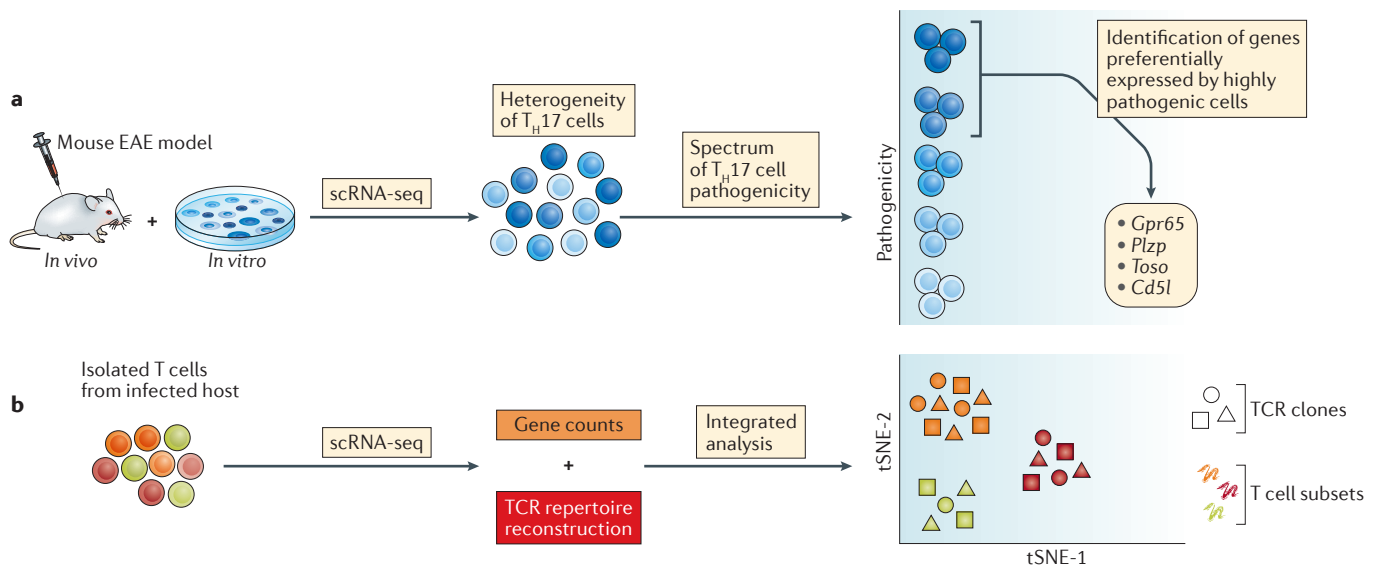 a
Mouse EAE model
+
In vivo
In vitro
scRNA-seq
Heterogeneity
of TH17 cells
Spectrum
of TH17 cell
pathogenicity
Pathogenicity
Identification of genes
preferentially
expressed by highly
pathogenic cells
• Gpr65
• Plzp
• Toso
• Cd5l
b
Isolated T cells
from infected host
scRNA-seq
Gene counts
+
TCR repertoire
reconstruction
Integrated
analysis
tSNE-2
tSNE-1
TCR clones
T cell subsets